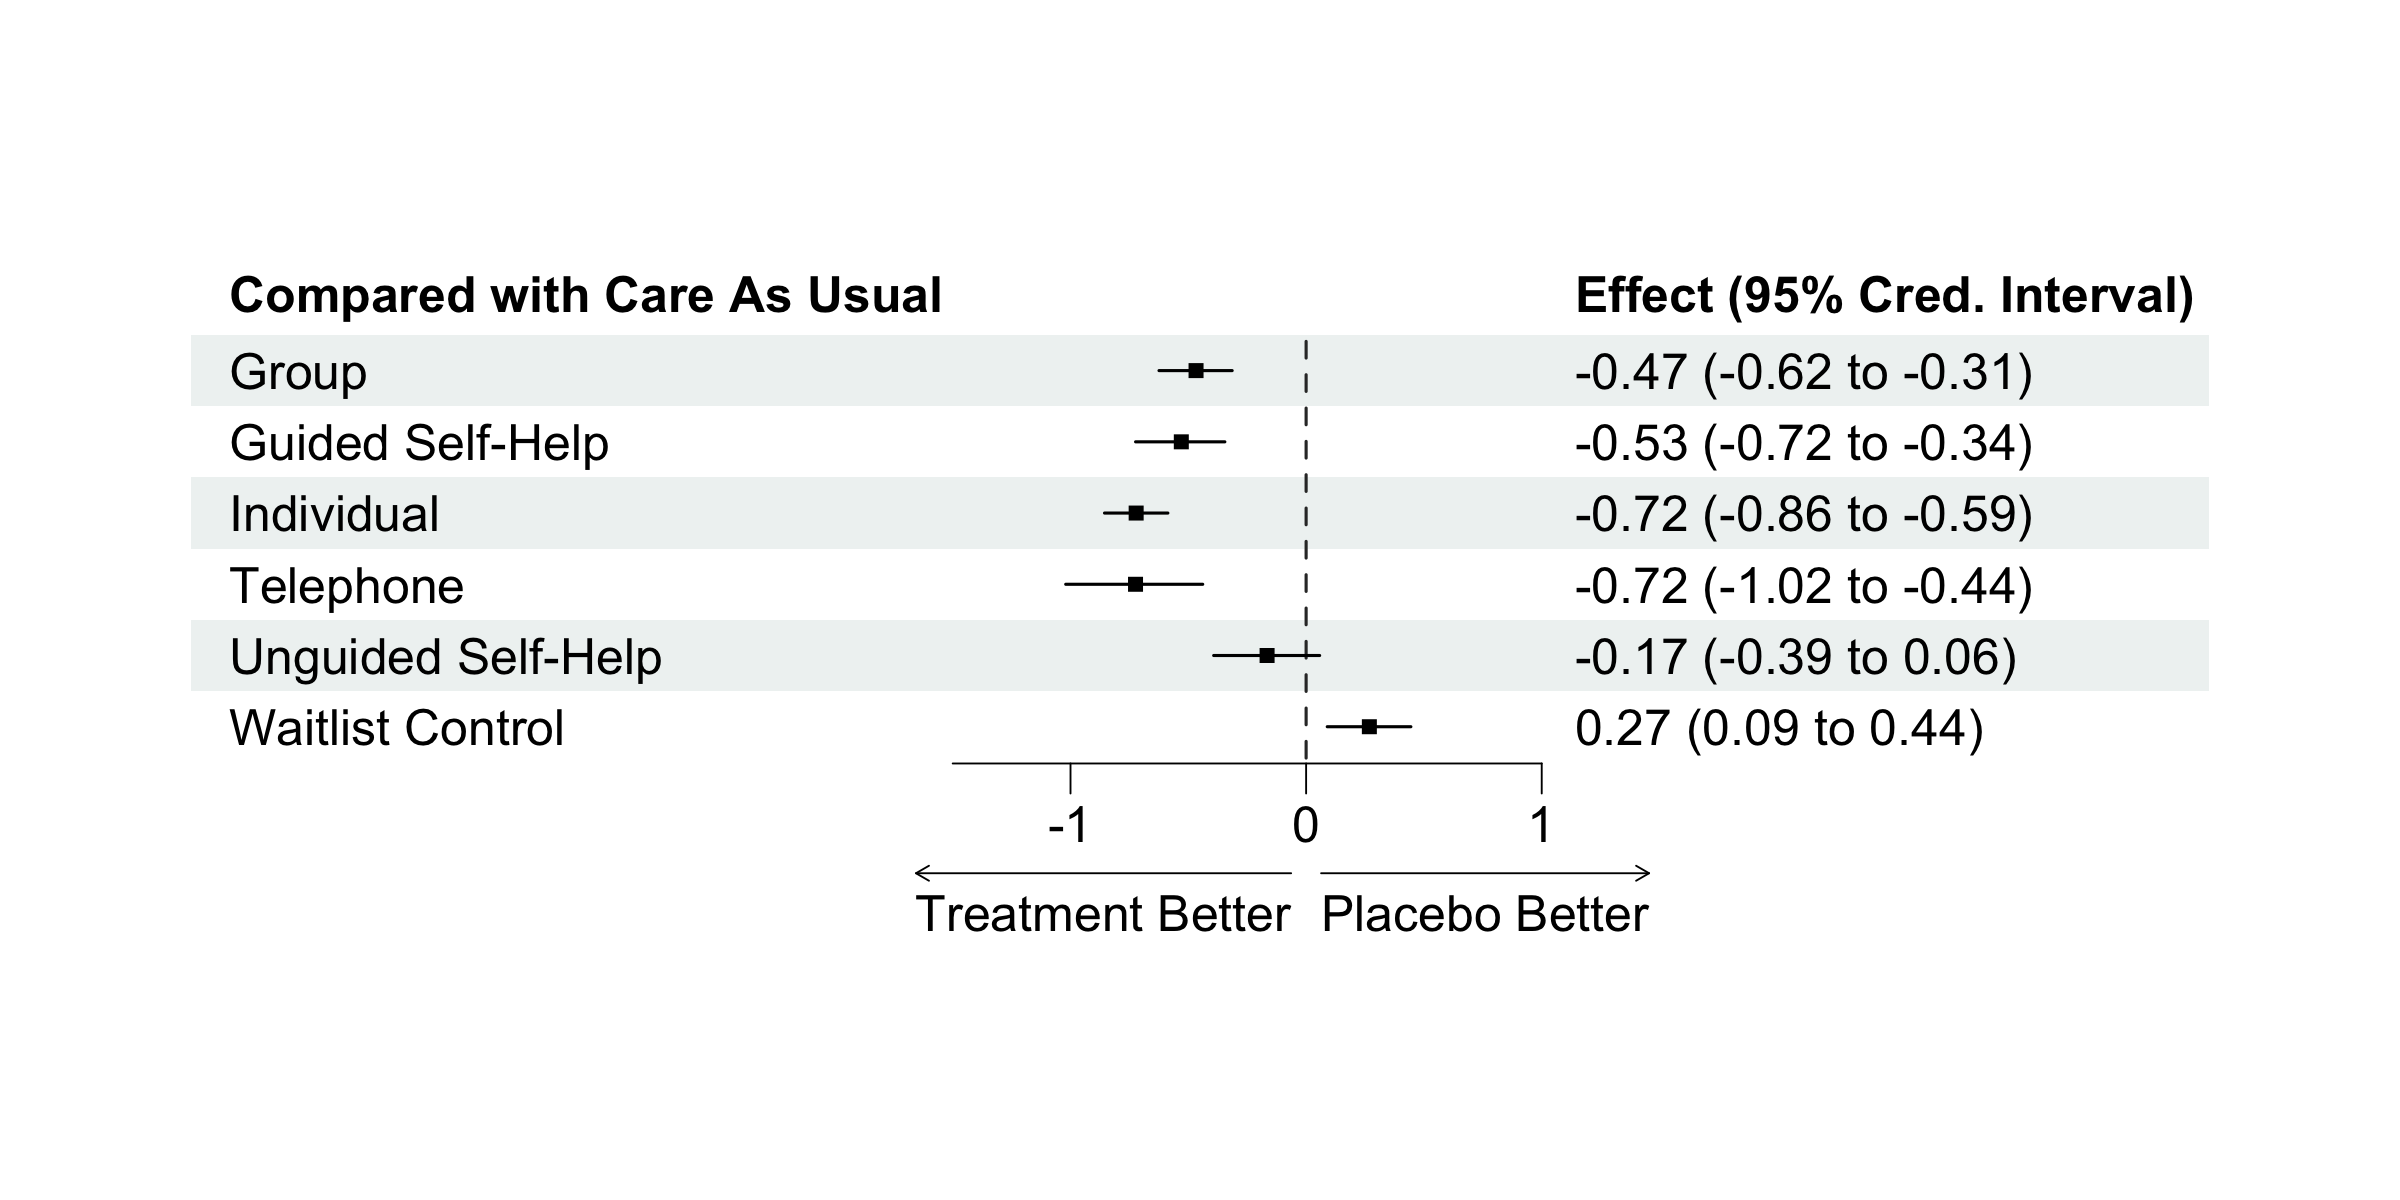 Compared with Care As Usual Effect (95% Cred. Interval)
Group -0.47 (-0.62 to -0.31)
Guided Self-Help -0.53 (-0.72 to -0.34)
Individual -0.72 (-0.86 to -0.59)
Telephone -0.72 (-1.02 to -0.44)
Unguided Self-Help -0.17 (-0.39 to 0.06)
Waitlist Control 0.27 (0.09 to 0.44)
-1 0 1
Treatment Better Placebo Better